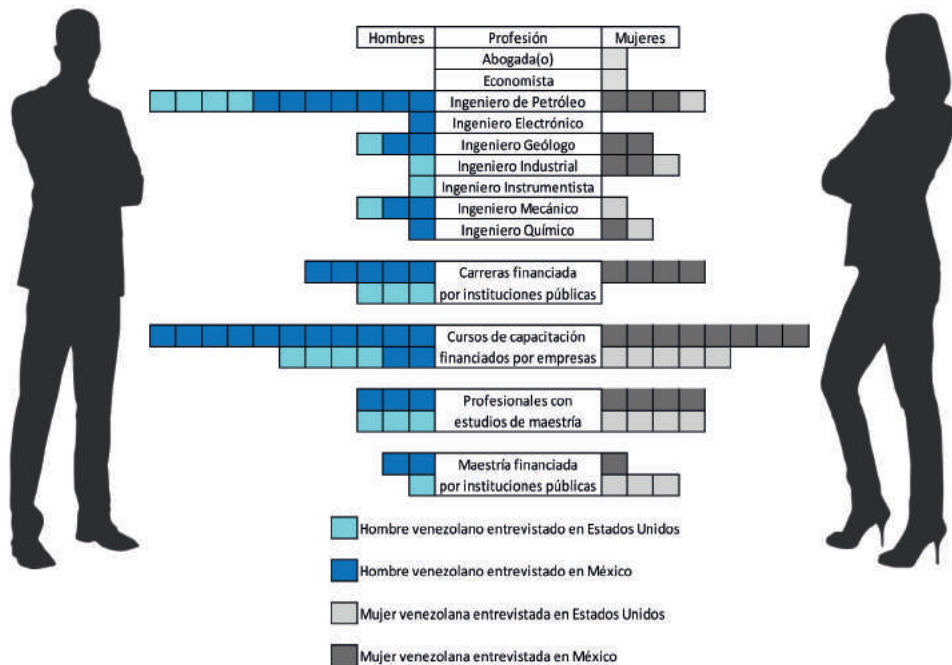 Hombres Profesión Mujeres
Abogada(o)
Economista
Ingeniero de Petróleo
Ingeniero Electrónico
Ingeniero Geólogo
Ingeniero Industrial
Ingeniero Instrumentista
Ingeniero Mecánico
Ingeniero Químico
Carreras financiada
por instituciones públicas
Cursos de capacitación
financiados por empresas
Profesionales con
estudios de maestría
Maestría financiada
por instituciones públicas
Hombre venezolano entrevistado en Estados Unidos
Hombre venezolano entrevistado en México
Mujer venezolana entrevistada en Estados Unidos
Mujer venezolana entrevistada en México